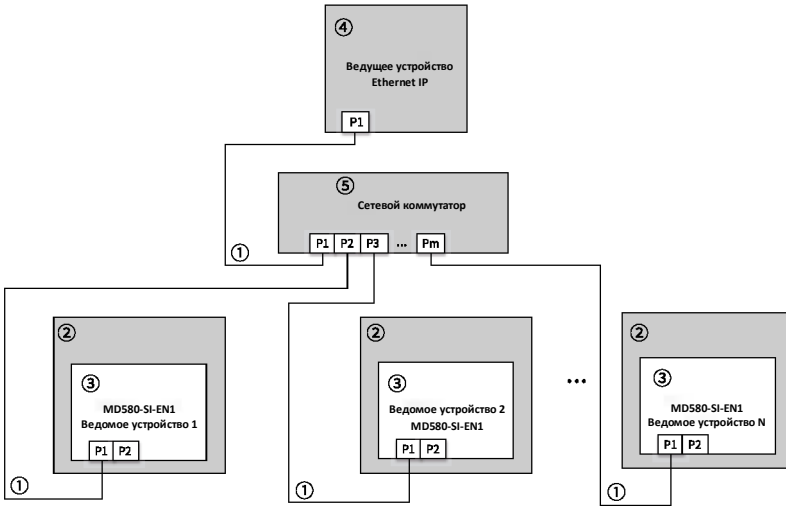 ④
Ведущее устройство
Ethernet IP
P1
⑤
Сетевой коммутатор
P1 P2 P3 ... Pm
①
②
③
MD580-SI-EN1
Ведомое устройство 1
P1 P2
①
②
③
Ведомое устройство 2
MD580-SI-EN1
P1 P2
①
...
②
③
MD580-SI-EN1
Ведомое устройство N
P1 P2
①